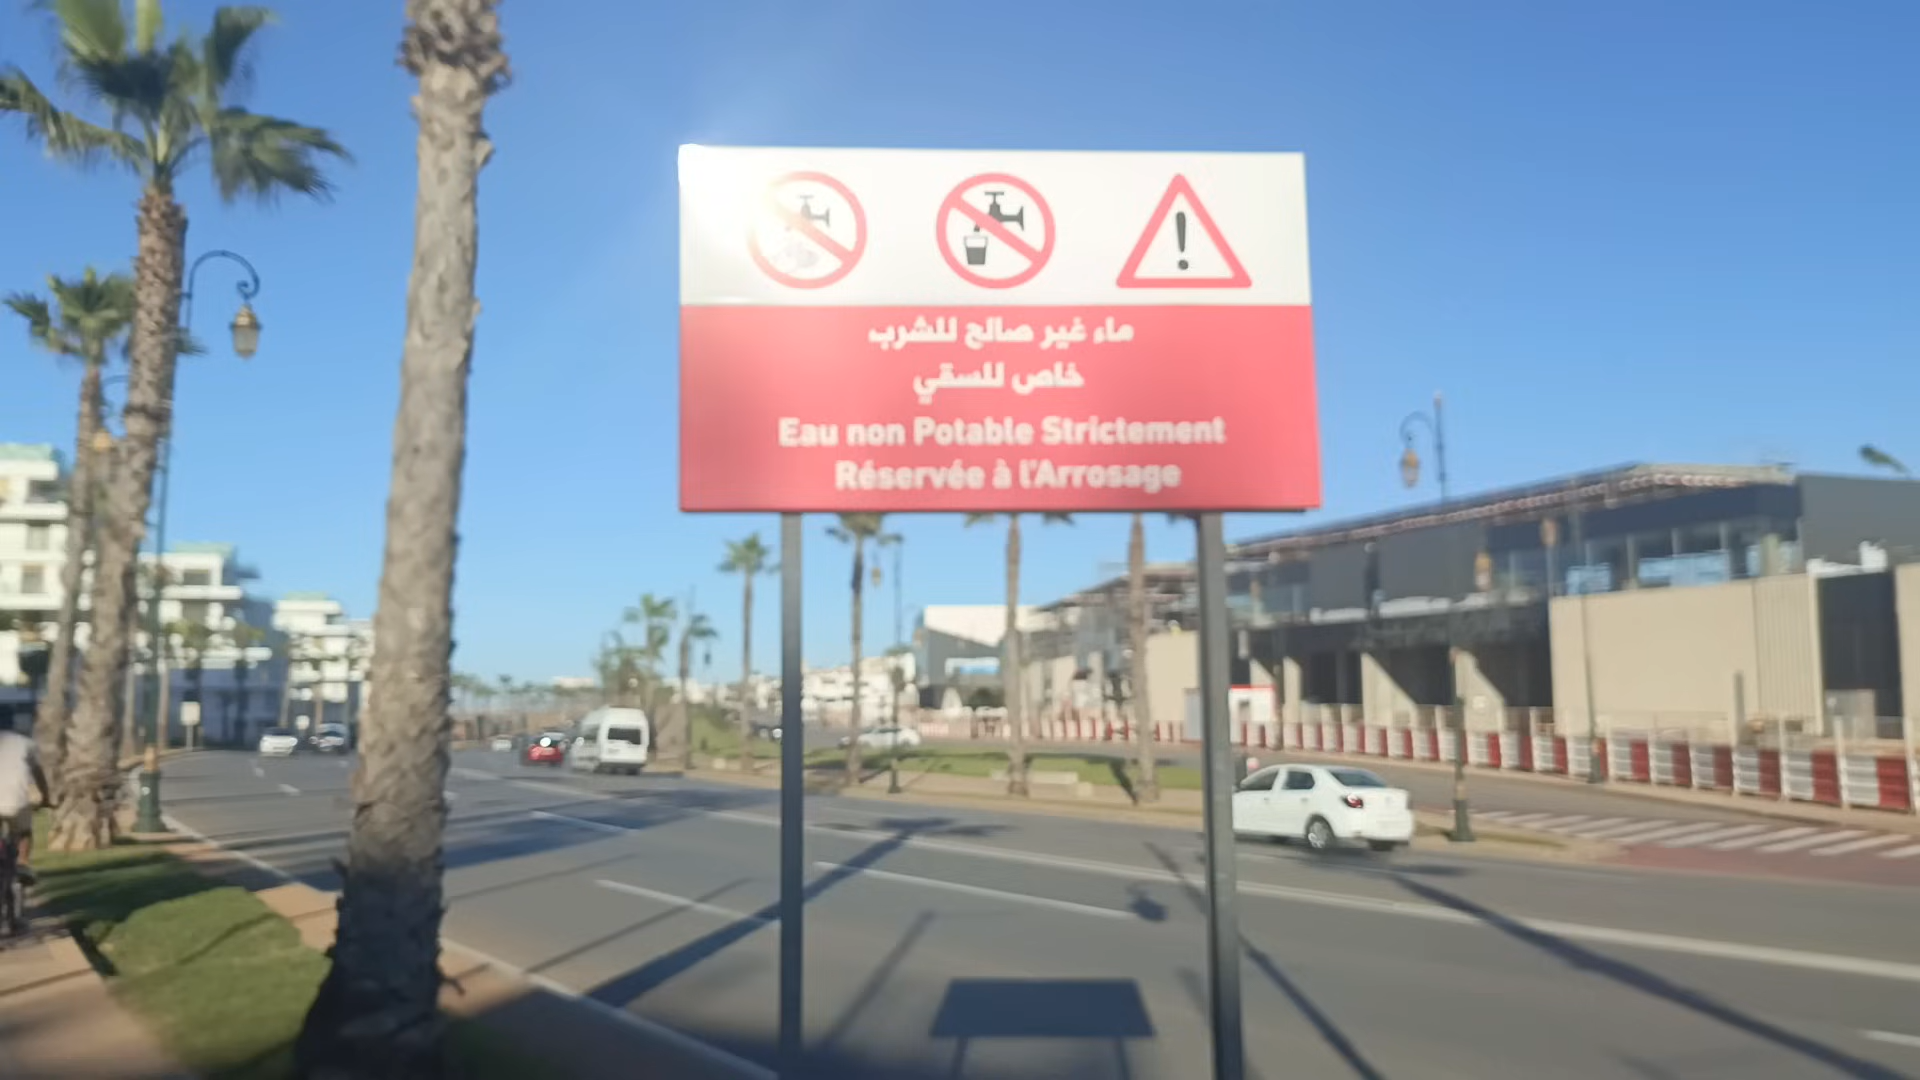 ماء غير صالح للشرب
خاص للسقي
Eau non Potable Strictement
Réservée à l'Arrosage